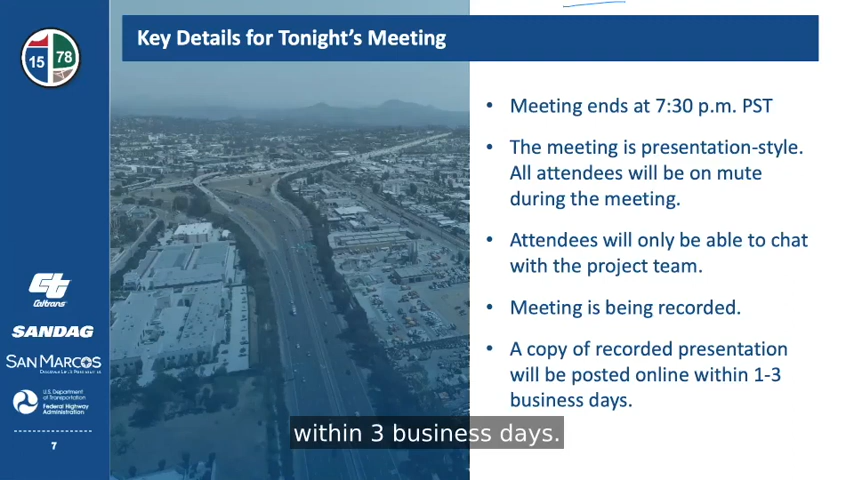 Key Details for Tonight's Meeting
15 78
• Meeting ends at 7:30 p.m. PST
• The meeting is presentation-style.
All attendees will be on mute
during the meeting.
• Attendees will only be able to chat
with the project team.
• Meeting is being recorded.
• A copy of recorded presentation
will be posted online within 1-3
business days.
Caltrans
SANDAG
SAN MARCOS
U.S. Department
of Transportation
Federal Highway
Administration
7
within 3 business days.